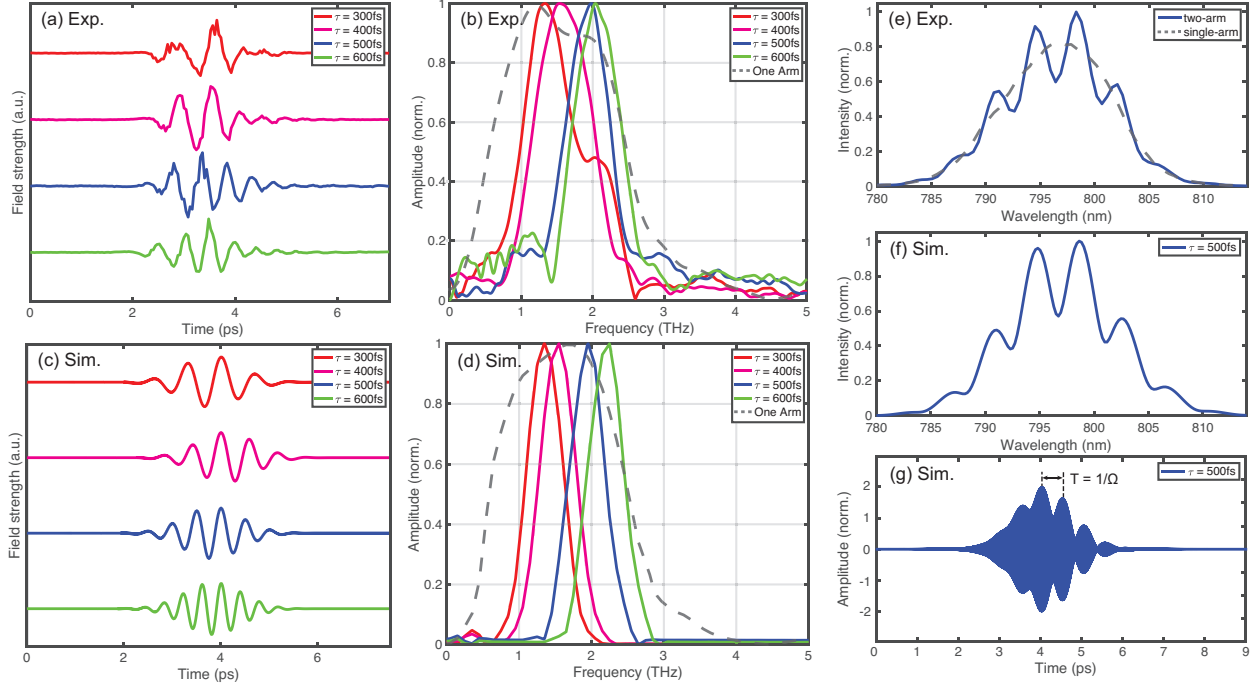 (a) Exp.
τ = 300fs
τ = 400fs
τ = 500fs
τ = 600fs
Field strength (a.u.)
0
2
4
6
Time (ps)
(b) Exp.
τ = 300fs
τ = 400fs
τ = 500fs
τ = 600fs
One Arm
Amplitude (norm.)
1
0.8
0.6
0.4
0.2
0
0
1
2
3
4
5
Frequency (THz)
(c) Sim.
τ = 300fs
τ = 400fs
τ = 500fs
τ = 600fs
Field strength (a.u.)
0
2
4
6
Time (ps)
(d) Sim.
τ = 300fs
τ = 400fs
τ = 500fs
τ = 600fs
One Arm
Amplitude (norm.)
1
0.8
0.6
0.4
0.2
0
0
1
2
3
4
5
Frequency (THz)
(e) Exp.
two-arm
single-arm
Intensity (norm.)
1
0.8
0.6
0.4
0.2
0
780
785
790
795
800
805
810
Wavelength (nm)
(f) Sim.
τ = 500fs
Intensity (norm.)
1
0.8
0.6
0.4
0.2
0
780
785
790
795
800
805
810
Wavelength (nm)
(g) Sim.
τ = 500fs
T = 1/Ω
Amplitude (norm.)
2
1
0
-1
-2
0
1
2
3
4
5
6
7
8
9
Time (ps)